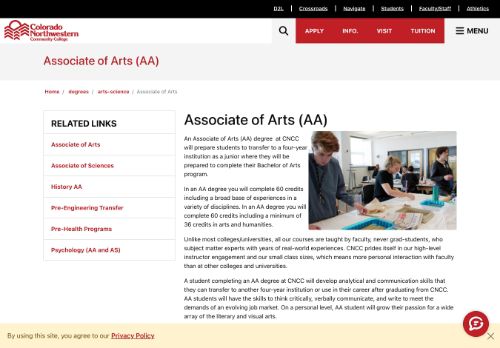 D2L | Crossroads | Navigate | Students | Faculty/Staff | Athletics
Colorado
Northwestern
Community College
APPLY INFO. VISIT TUITION MENU
Associate of Arts (AA)
Home / degrees / arts-science / Associate of Arts
RELATED LINKS
Associate of Arts
Associate of Sciences
History AA
Pre-Engineering Transfer
Pre-Health Programs
Psychology (AA and AS)
Associate of Arts (AA)
An Associate of Arts (AA) degree at CNCC
will prepare students to transfer to a four-year
institution as a junior where they will be
prepared to complete their Bachelor of Arts
program.
In an AA degree you will complete 60 credits
including a broad base of experiences in a
variety of disciplines. In an AA degree you will
complete 60 credits including a minimum of
36 credits in arts and humanities.
Unlike most colleges/universities, all our courses are taught by faculty, never grad-students, who
subject matter experts with years of real-world experiences. CNCC prides itself in our high-level
instructor engagement and our small class sizes, which means more personal interaction with faculty
than at other colleges and universities.
A student completing an AA degree at CNCC will develop analytical and communication skills that
they can transfer to another four-year institution or use in their career after graduating from CNCC.
AA students will have the skills to think critically, verbally communicate, and write to meet the
demands of an evolving job market. On a personal level, AA student will grow their passion for a wide
array of the literary and visual arts.
By using this site, you agree to our Privacy Policy